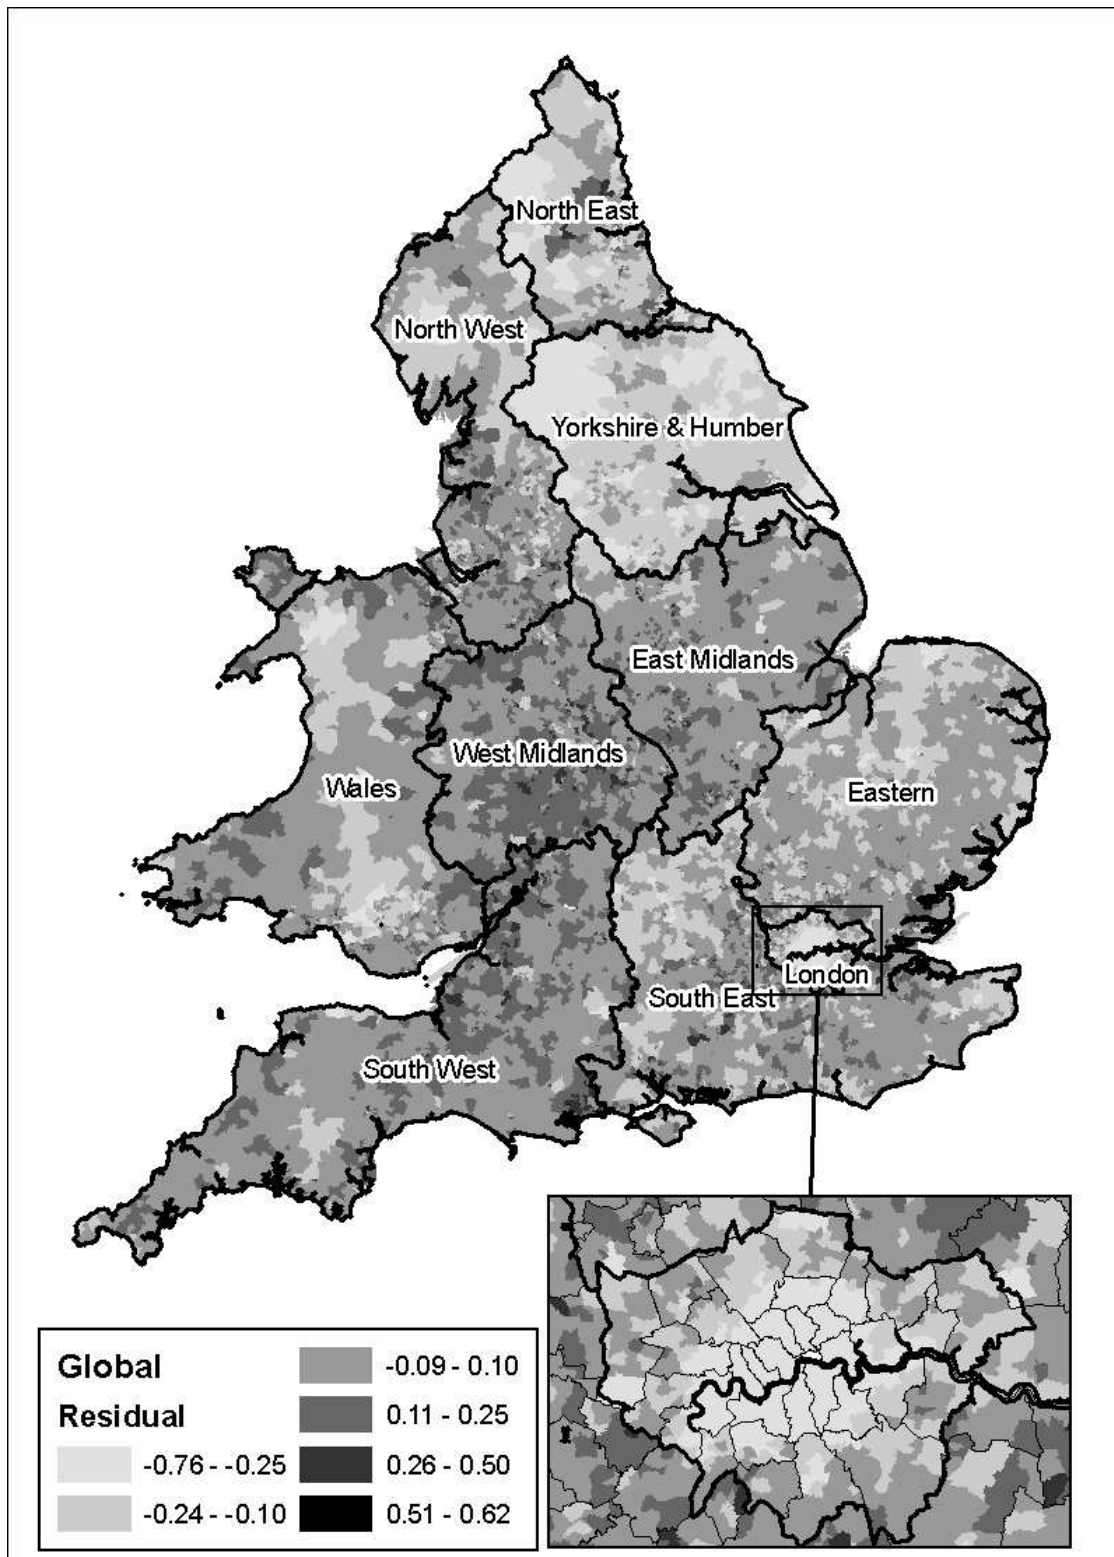 North East
North West
Yorkshire & Humber
East Midlands
West Midlands
Wales
Eastern
London
South East
South West
Global
Residual
-0.76 - -0.25
-0.24 - -0.10
-0.09 - 0.10
0.11 - 0.25
0.26 - 0.50
0.51 - 0.62